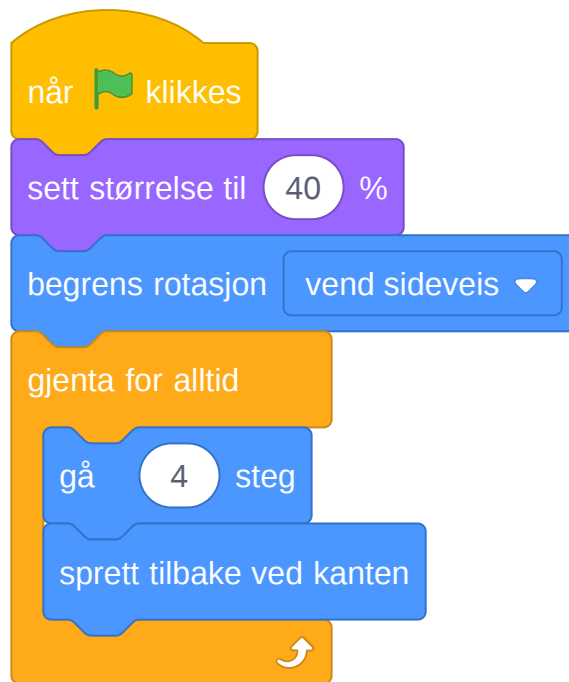 når klikkes
sett størrelse til 40 %
begrens rotasjon vend sideveis
gjenta for alltid
gå 4 steg
sprett tilbake ved kanten